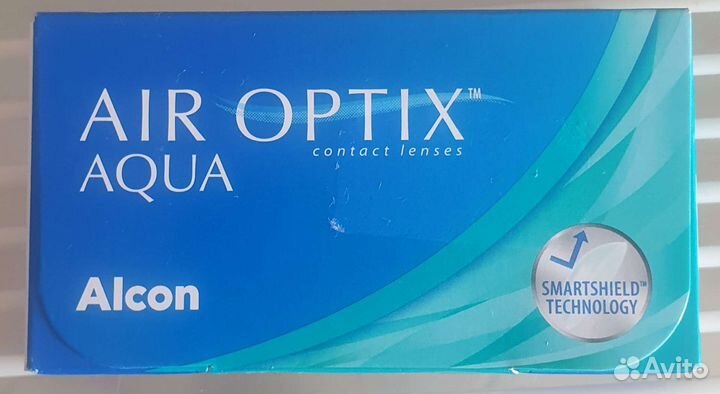 AIR OPTIX™
contact lenses
AQUA
Alcon
SMARTSHIELD™
TECHNOLOGY
Avito